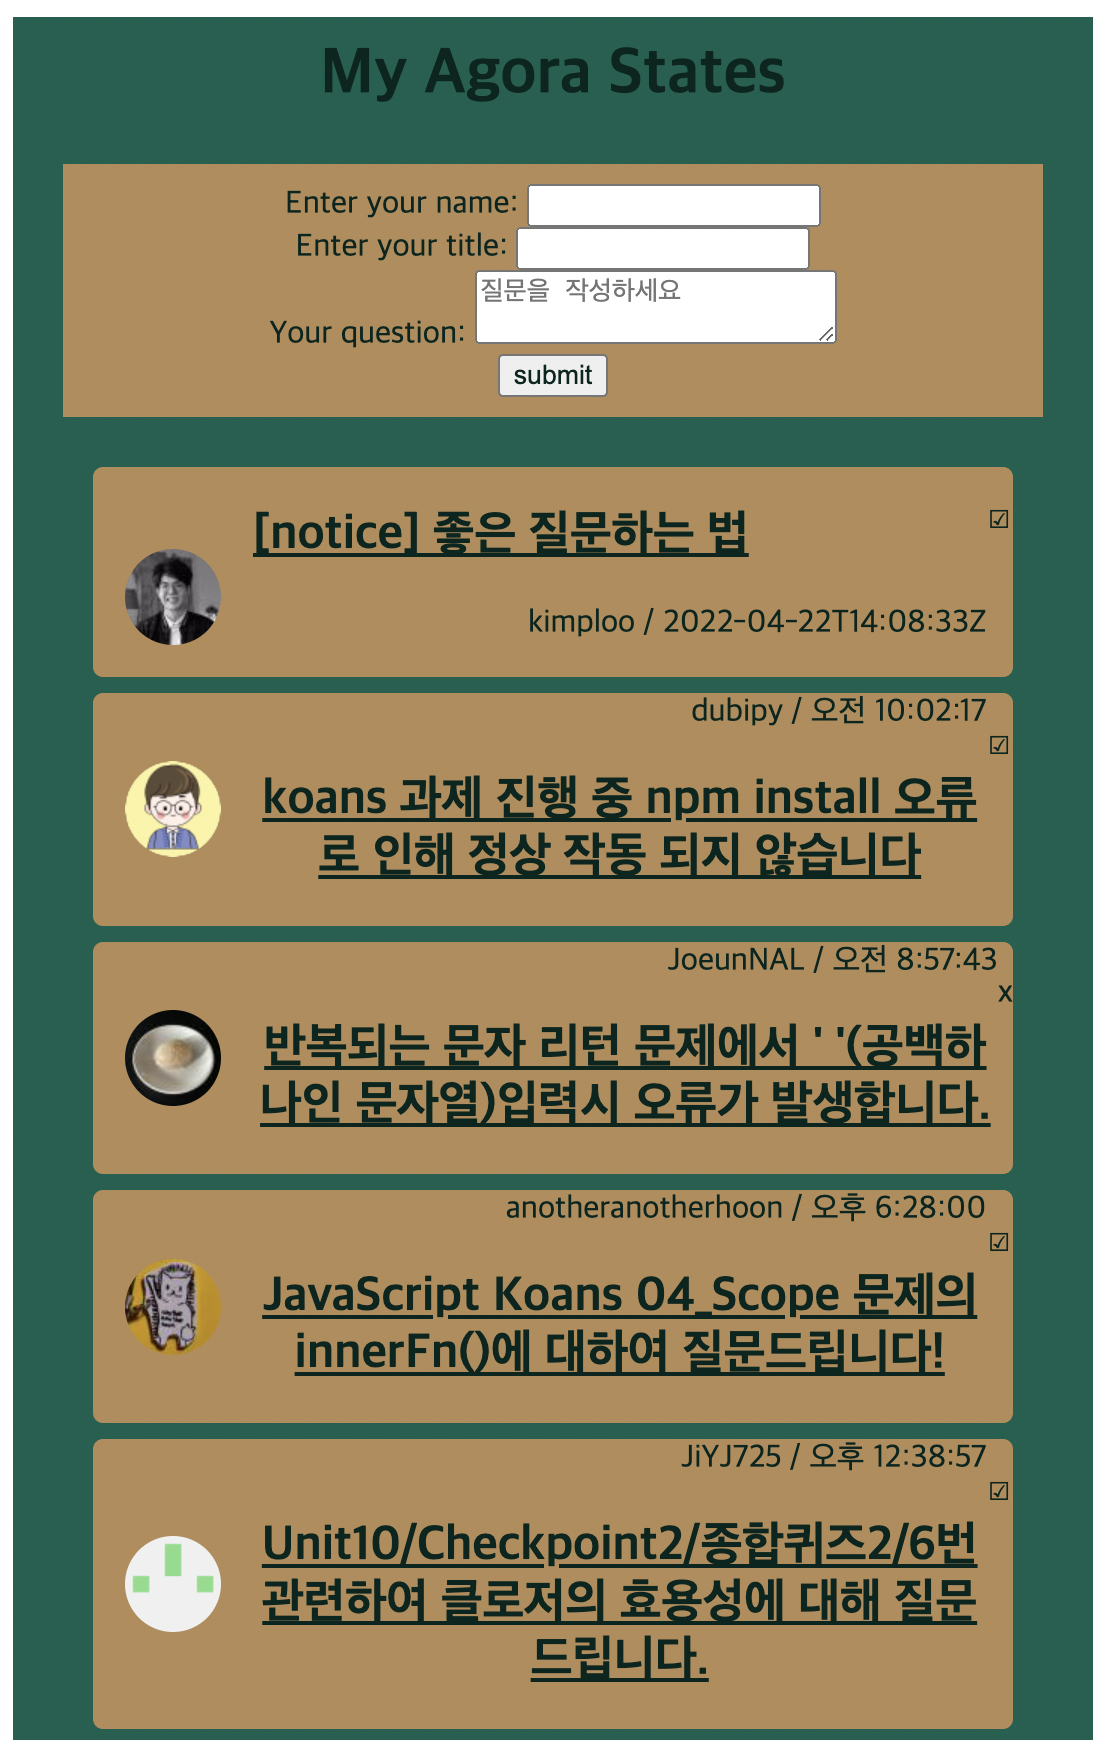 My Agora States
Enter your name:
Enter your title:
질문을 작성하세요
Your question:
submit
[notice] 좋은 질문하는 법
☑
kimploo / 2022-04-22T14:08:33Z
dubipy / 오전 10:02:17
☑
koans 과제 진행 중 npm install 오류
로 인해 정상 작동 되지 않습니다
JoeunNAL / 오전 8:57:43
x
반복되는 문자 리턴 문제에서 ' '(공백하
나인 문자열)입력시 오류가 발생합니다.
anotheranotherhoon / 오후 6:28:00
☑
JavaScript Koans 04_Scope 문제의
innerFn()에 대하여 질문드립니다!
JiYJ725 / 오후 12:38:57
☑
Unit10/Checkpoint2/종합퀴즈2/6번
관련하여 클로저의 효용성에 대해 질문
드립니다.